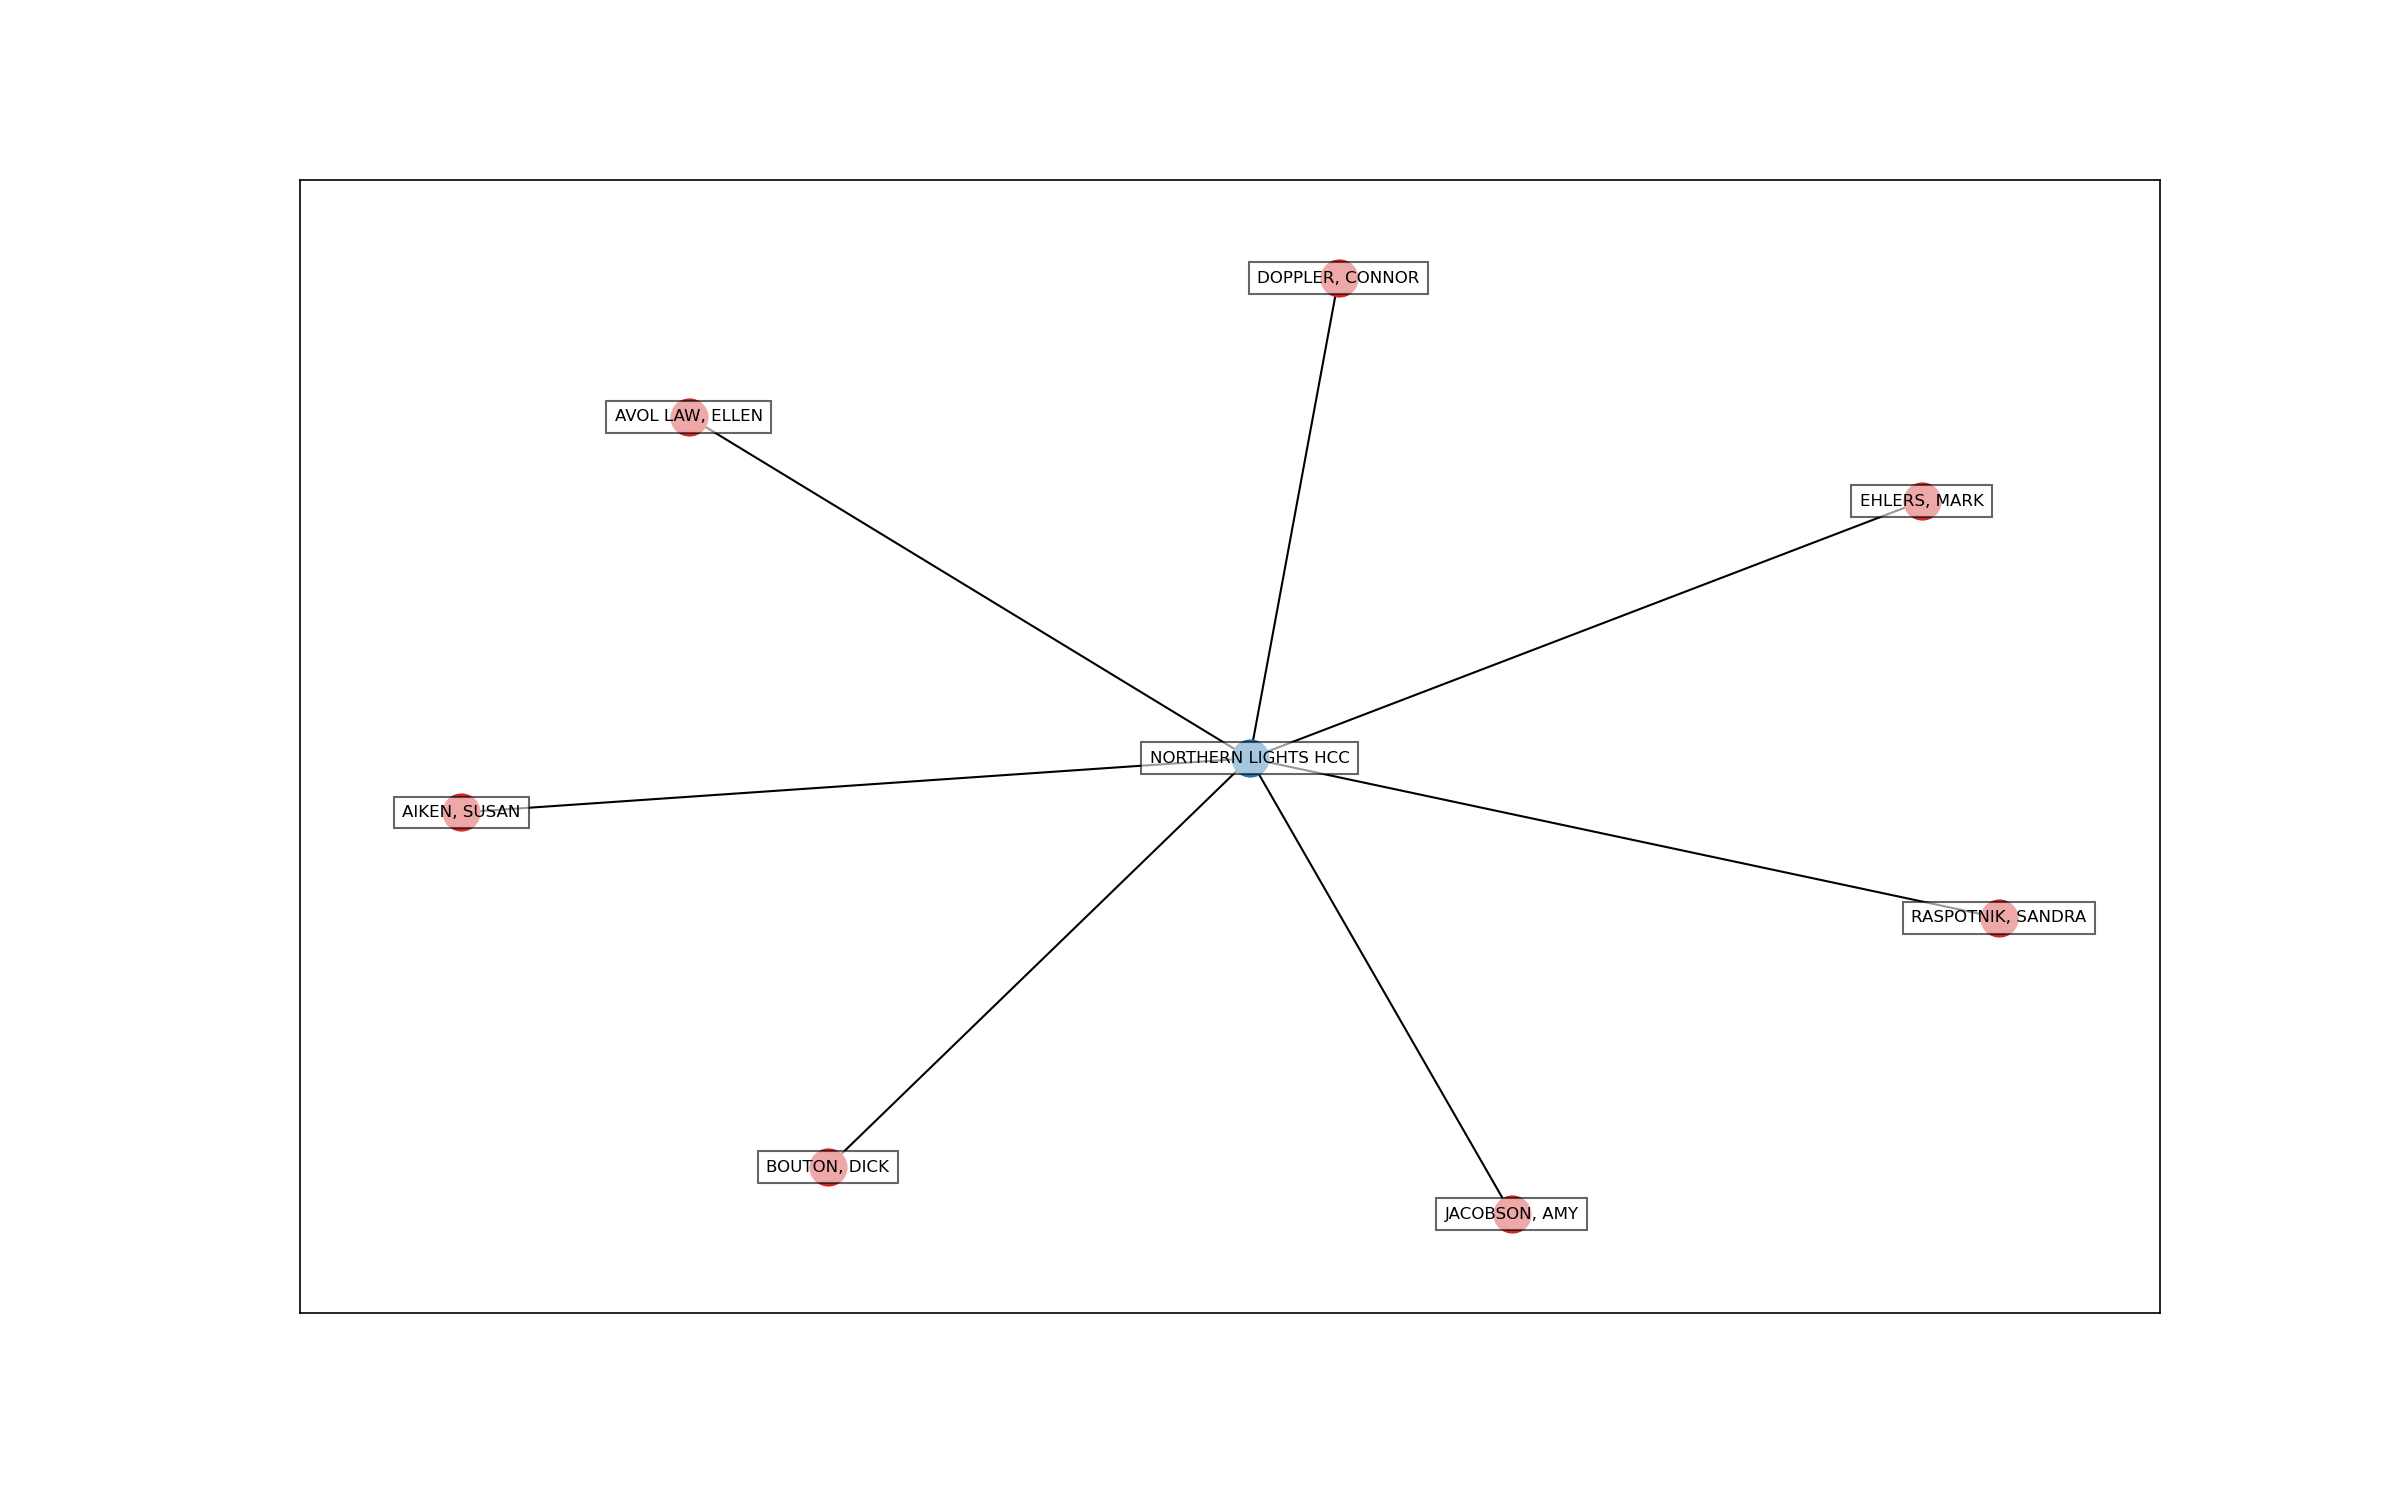 DOPPLER, CONNOR
AVOL LAW, ELLEN
EHLERS, MARK
NORTHERN LIGHTS HCC
AIKEN, SUSAN
RASPOTNIK, SANDRA
BOUTON, DICK
JACOBSON, AMY